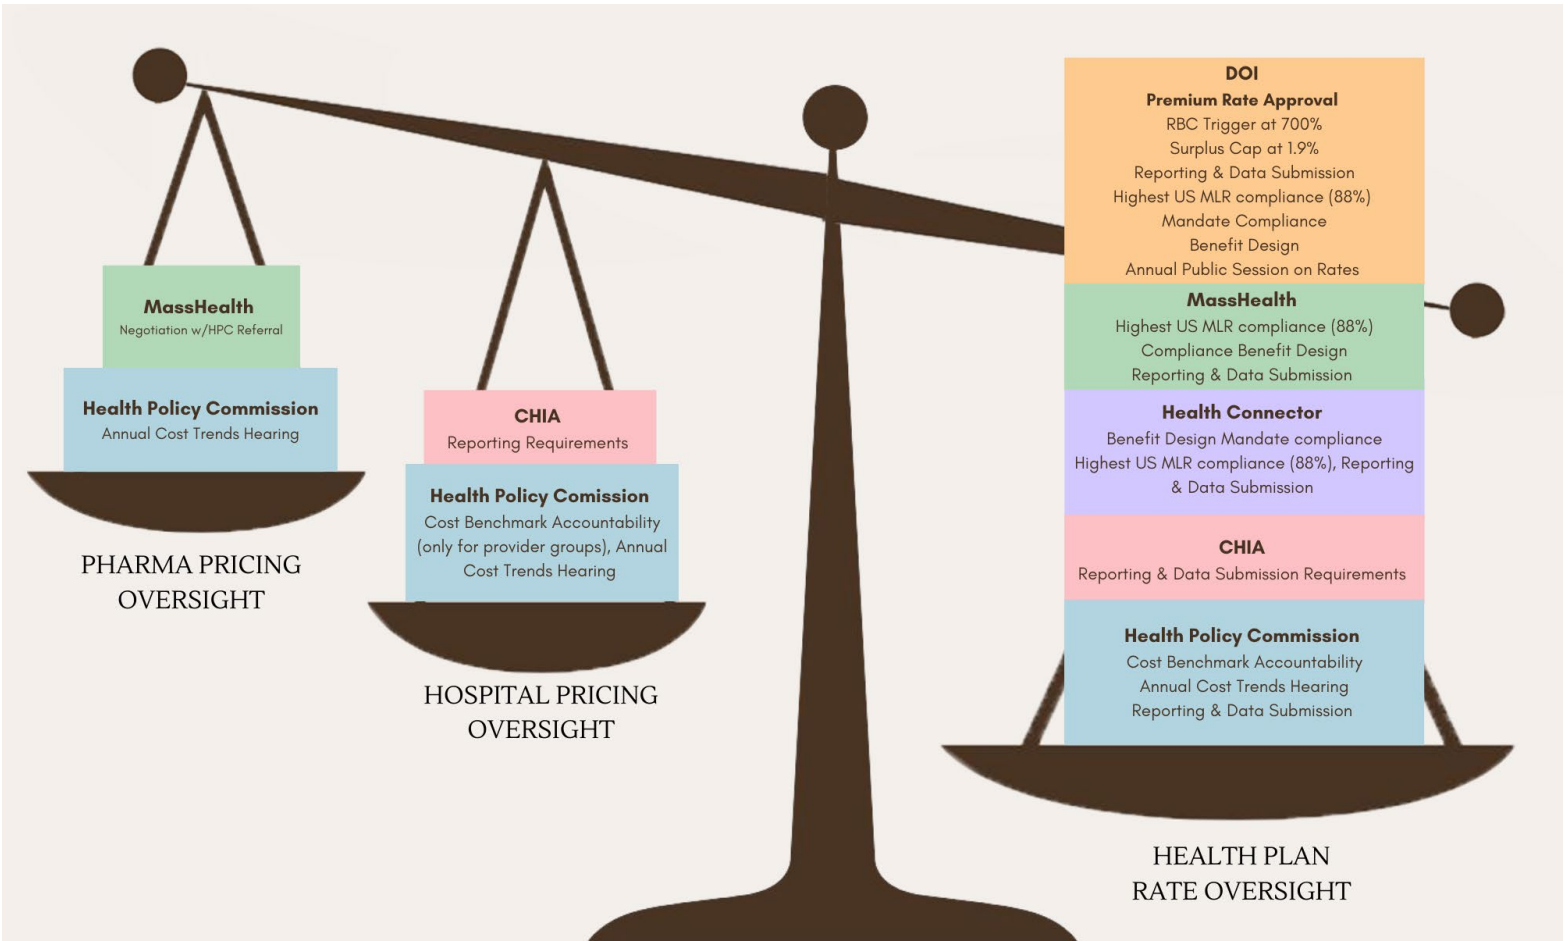 MassHealth
Negotiation w/HPC Referral
Health Policy Commission
Annual Cost Trends Hearing
PHARMA PRICING
OVERSIGHT
CHIA
Reporting Requirements
Health Policy Comission
Cost Benchmark Accountability
(only for provider groups), Annual
Cost Trends Hearing
HOSPITAL PRICING
OVERSIGHT
DOI
Premium Rate Approval
RBC Trigger at 700%
Surplus Cap at 1.9%
Reporting & Data Submission
Highest US MLR compliance (88%)
Mandate Compliance
Benefit Design
Annual Public Session on Rates
MassHealth
Highest US MLR compliance (88%)
Compliance Benefit Design
Reporting & Data Submission
Health Connector
Benefit Design Mandate compliance
Highest US MLR compliance (88%), Reporting
& Data Submission
CHIA
Reporting & Data Submission Requirements
Health Policy Commission
Cost Benchmark Accountability
Annual Cost Trends Hearing
Reporting & Data Submission
HEALTH PLAN
RATE OVERSIGHT